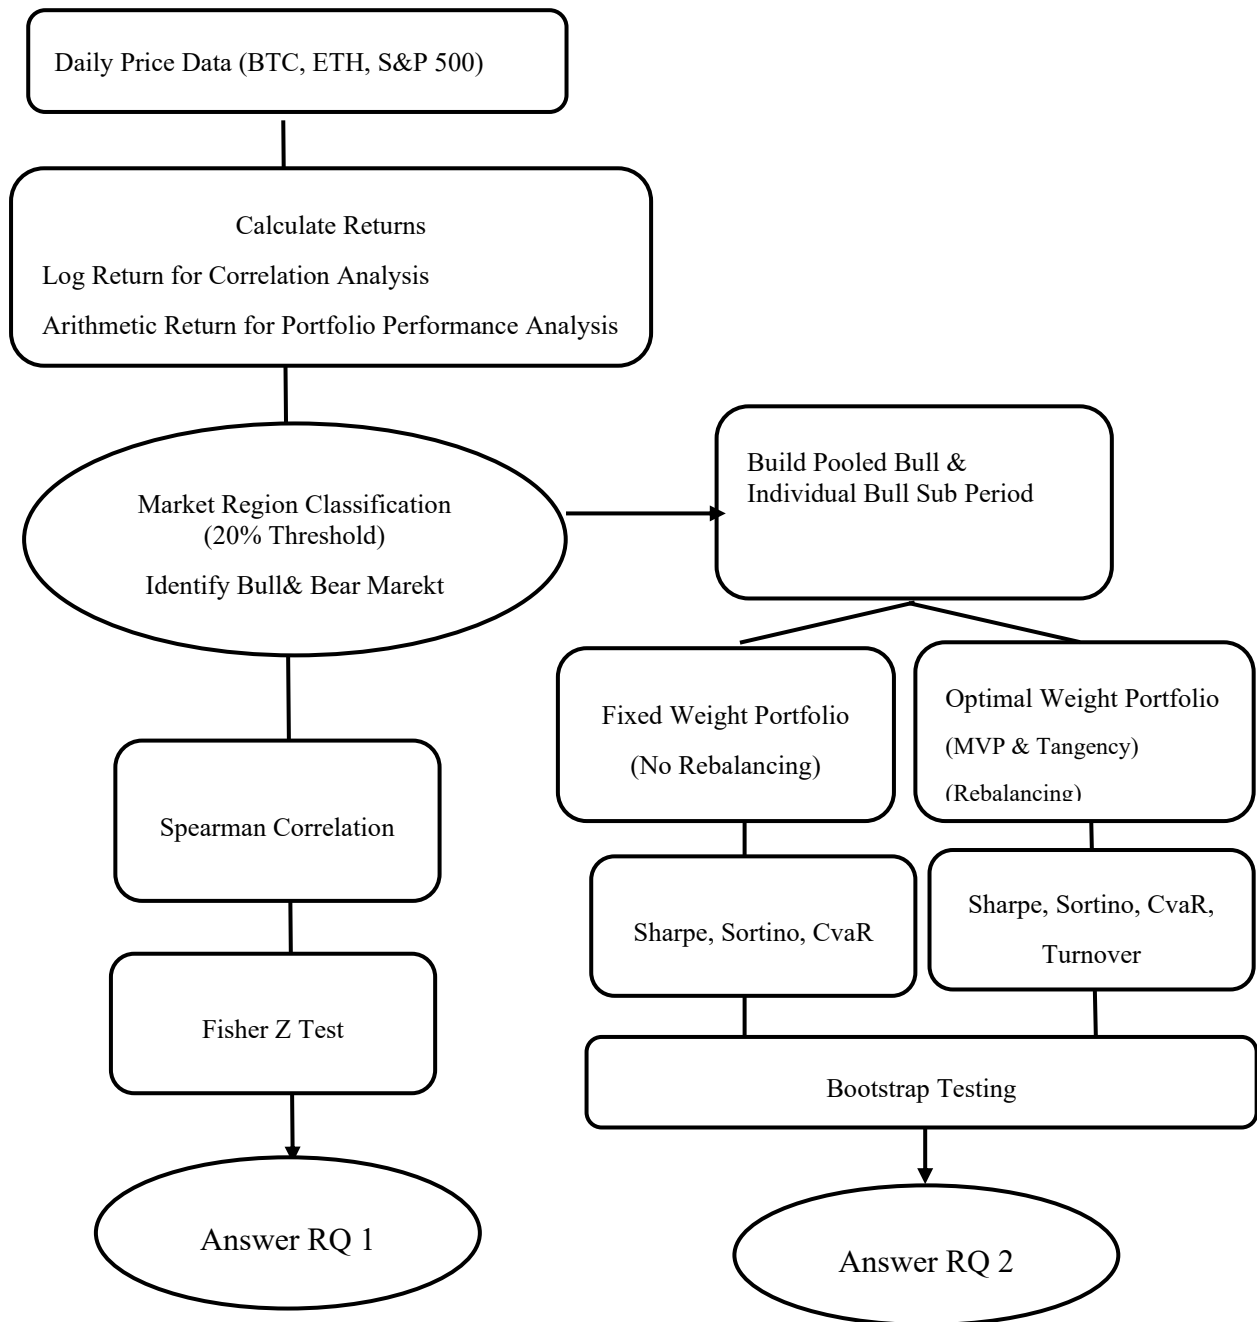 Daily Price Data (BTC, ETH, S&P 500)
Calculate Returns
Log Return for Correlation Analysis
Arithmetic Return for Portfolio Performance Analysis
Market Region Classification
(20% Threshold)
Identify Bull& Bear Marekt
Build Pooled Bull &
Individual Bull Sub Period
Fixed Weight Portfolio
(No Rebalancing)
Optimal Weight Portfolio
(MVP & Tangency)
(Rebalancing)
Spearman Correlation
Sharpe, Sortino, CvaR
Sharpe, Sortino, CvaR,
Turnover
Fisher Z Test
Bootstrap Testing
Answer RQ 1
Answer RQ 2